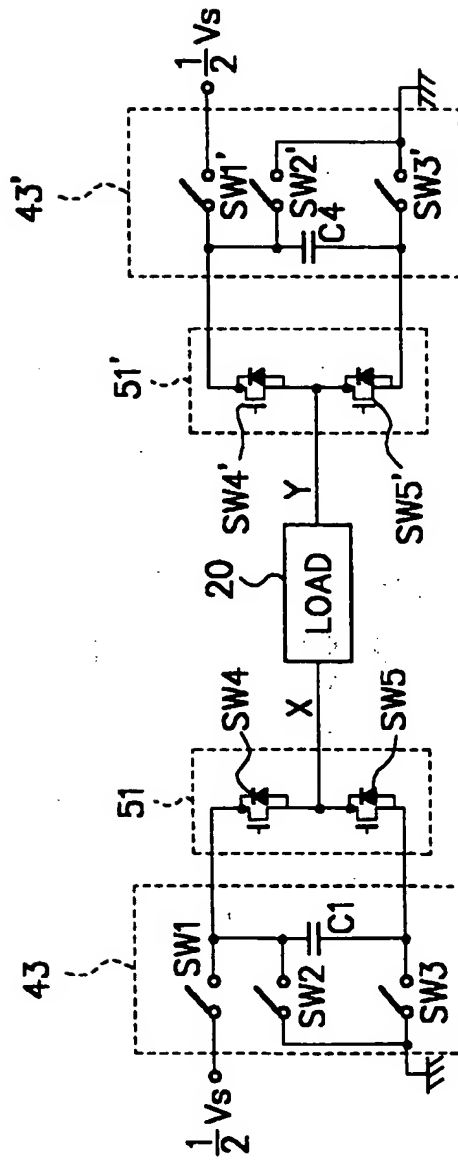 43
51
20
51'
43'
1/2 Vs
SW1
SW2
C1
SW3
SW4
SW5
X
LOAD
Y
SW4'
SW5'
SW1'
SW2'
C4
SW3'
1/2 Vs